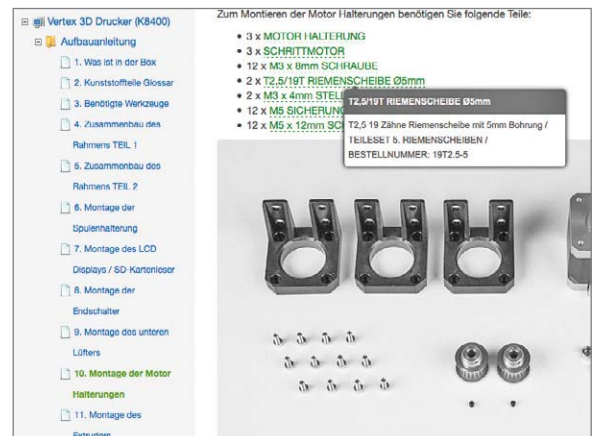 Vertex 3D Drucker (K8400)
Aufbauanleitung
1. Was ist in der Box
2. Kunststoffteile Glossar
3. Benötigte Werkzeuge
4. Zusammenbau des
Rahmens TEIL 1
5. Zusammenbau des
Rahmens TEIL 2
6. Montage der
Spulenhalterung
7. Montage des LCD
Displays / SD-Kartenleser
8. Montage der
Endschalter
9. Montage des unteren
Lüfters
10. Montage der Motor
Halterungen
11. Montage des
Extruders
Zum Montieren der Motor Halterungen benötigen Sie folgende Teile:
3 x MOTOR HALTERUNG
3 x SCHRITTMOTOR
12 x M3 x 8mm SCHRAUBE
2 x T2,5/19T RIEMENSCHEIBE Ø5mm
2 x M3 x 4mm STELL
12 x M5 SICHERUN
12 x M5 x 12mm SC
T2,5/19T RIEMENSCHEIBE Ø5mm
T2,5 19 Zähne Riemenscheibe mit 5mm Bohrung /
TEILESET 5. RIEMENSCHEIBEN /
BESTELLNUMMER: 19T2.5-5